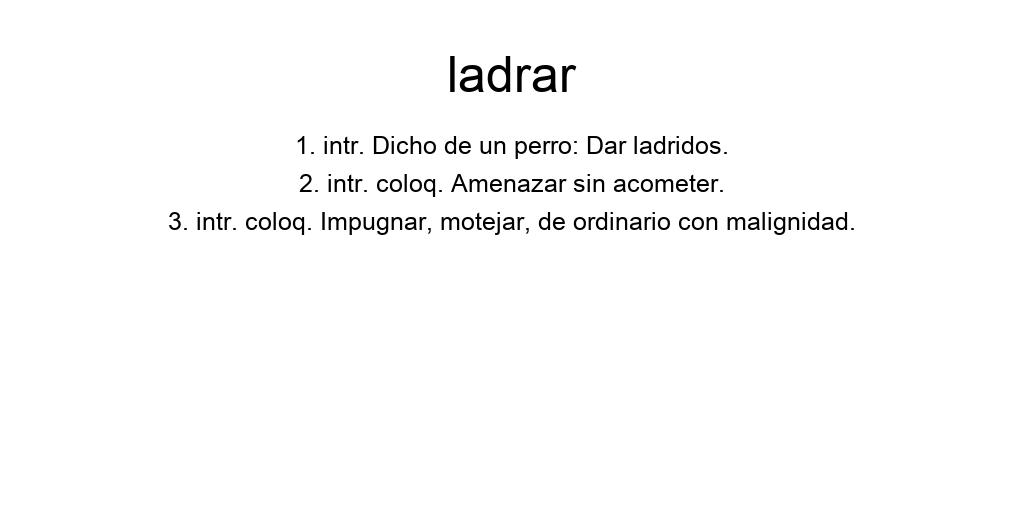 ladrar
1. intr. Dicho de un perro: Dar ladridos.
2. intr. coloq. Amenazar sin acometer.
3. intr. coloq. Impugnar, motejar, de ordinario con malignidad.